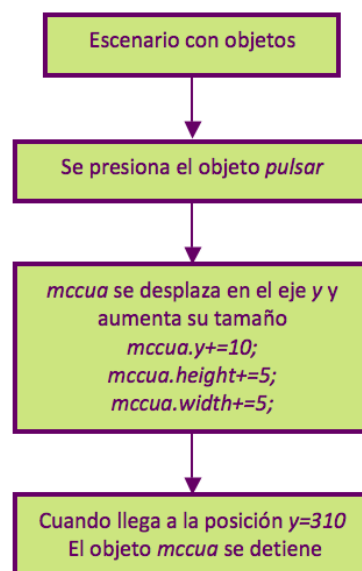 Escenario con objetos
Se presiona el objeto pulsar
mccua se desplaza en el eje y y
aumenta su tamaño
mccua.y+=10;
mccua.height+=5;
mccua.width+=5;
Cuando llega a la posición y=310
El objeto mccua se detiene